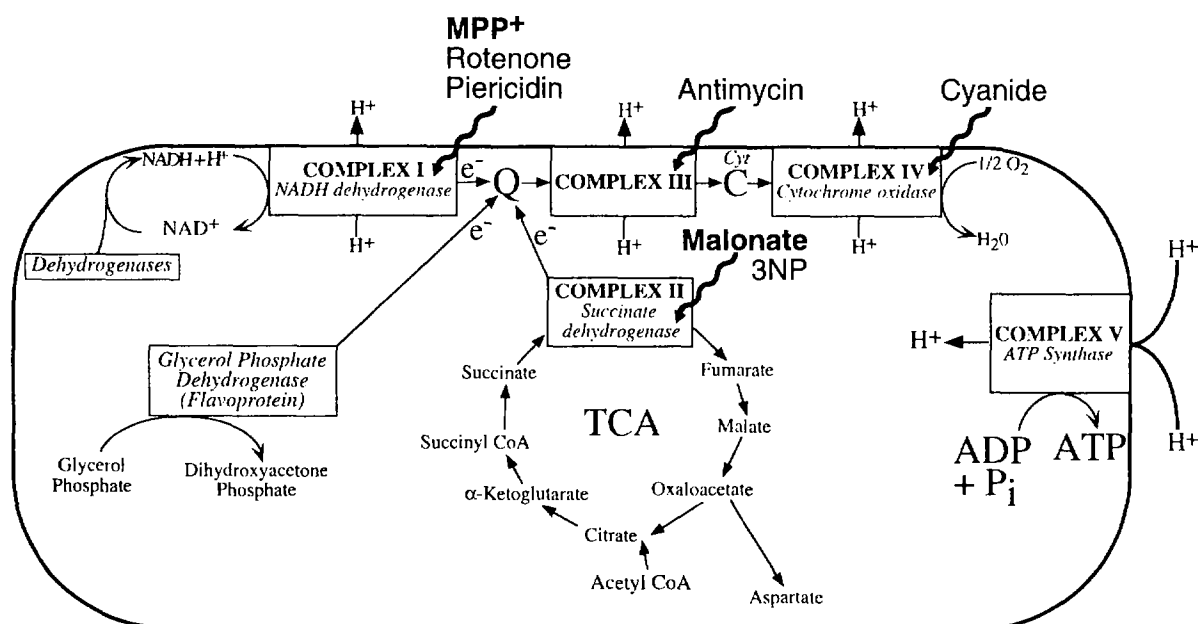 MPP+
Rotenone
Piericidin
Antimycin
Cyanide
H+
H+
H+
NADH+H+
COMPLEX I
NADH dehydrogenase
e-
Q
COMPLEX III
Cyt
C
COMPLEX IV
Cytochrome oxidase
1/2 O2
NAD+
H+
e-
e-
H+
H+
H20
Dehydrogenases
Malonate
3NP
H+
COMPLEX II
Succinate
dehydrogenase
COMPLEX V
ATP Synthase
H+
Glycerol Phosphate
Dehydrogenase
(Flavoprotein)
Succinate
Fumarate
TCA
Malate
Succinyl CoA
ADP
+ Pi
ATP
H+
Glycerol
Phosphate
Dihydroxyacetone
Phosphate
α-Ketoglutarate
Oxaloacetate
Citrate
Acetyl CoA
Aspartate